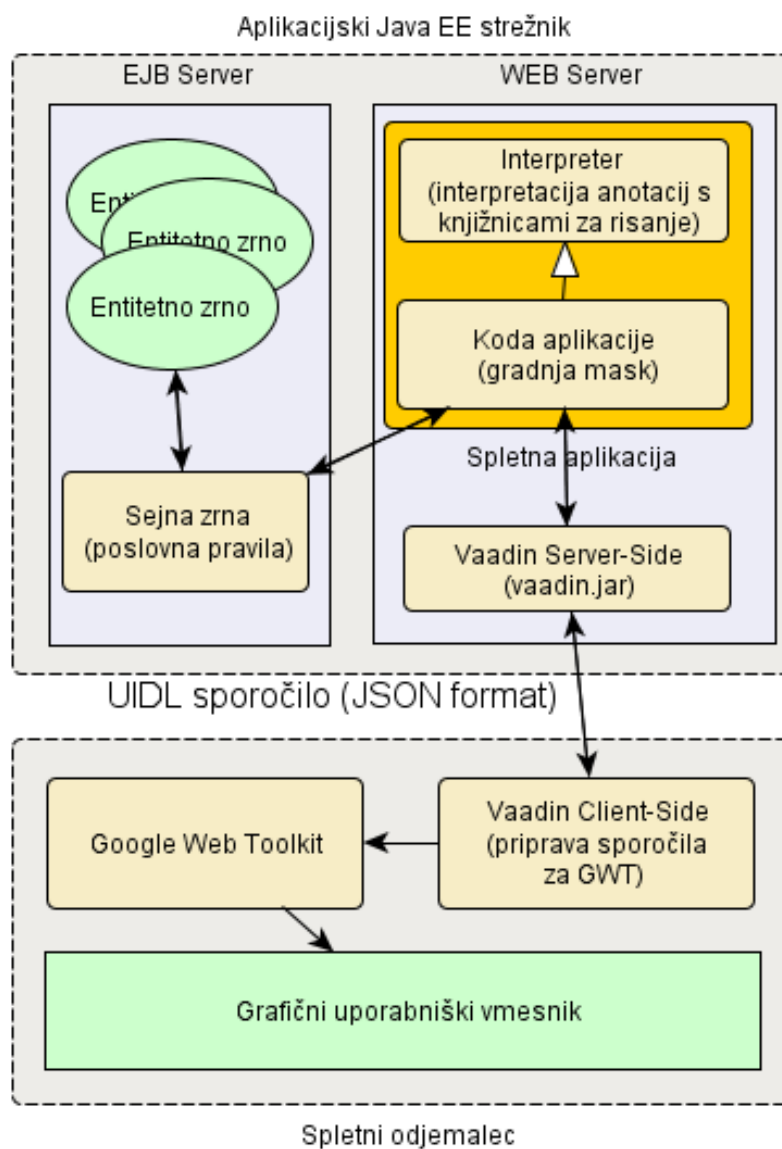 Aplikacijski Java EE strežnik
EJB Server
WEB Server
Entitetno zrno
Entitetno zrno
Interpreter
(interpretacija anotacij s
knjižnicami za risanje)
Koda aplikacije
(gradnja mask)
Spletna aplikacija
Sejna zrna
(poslovna pravila)
Vaadin Server-Side
(vaadin.jar)
UIDL sporočilo (JSON format)
Google Web Toolkit
Vaadin Client-Side
(priprava sporočila
za GWT)
Grafični uporabniški vmesnik
Spletni odjemalec